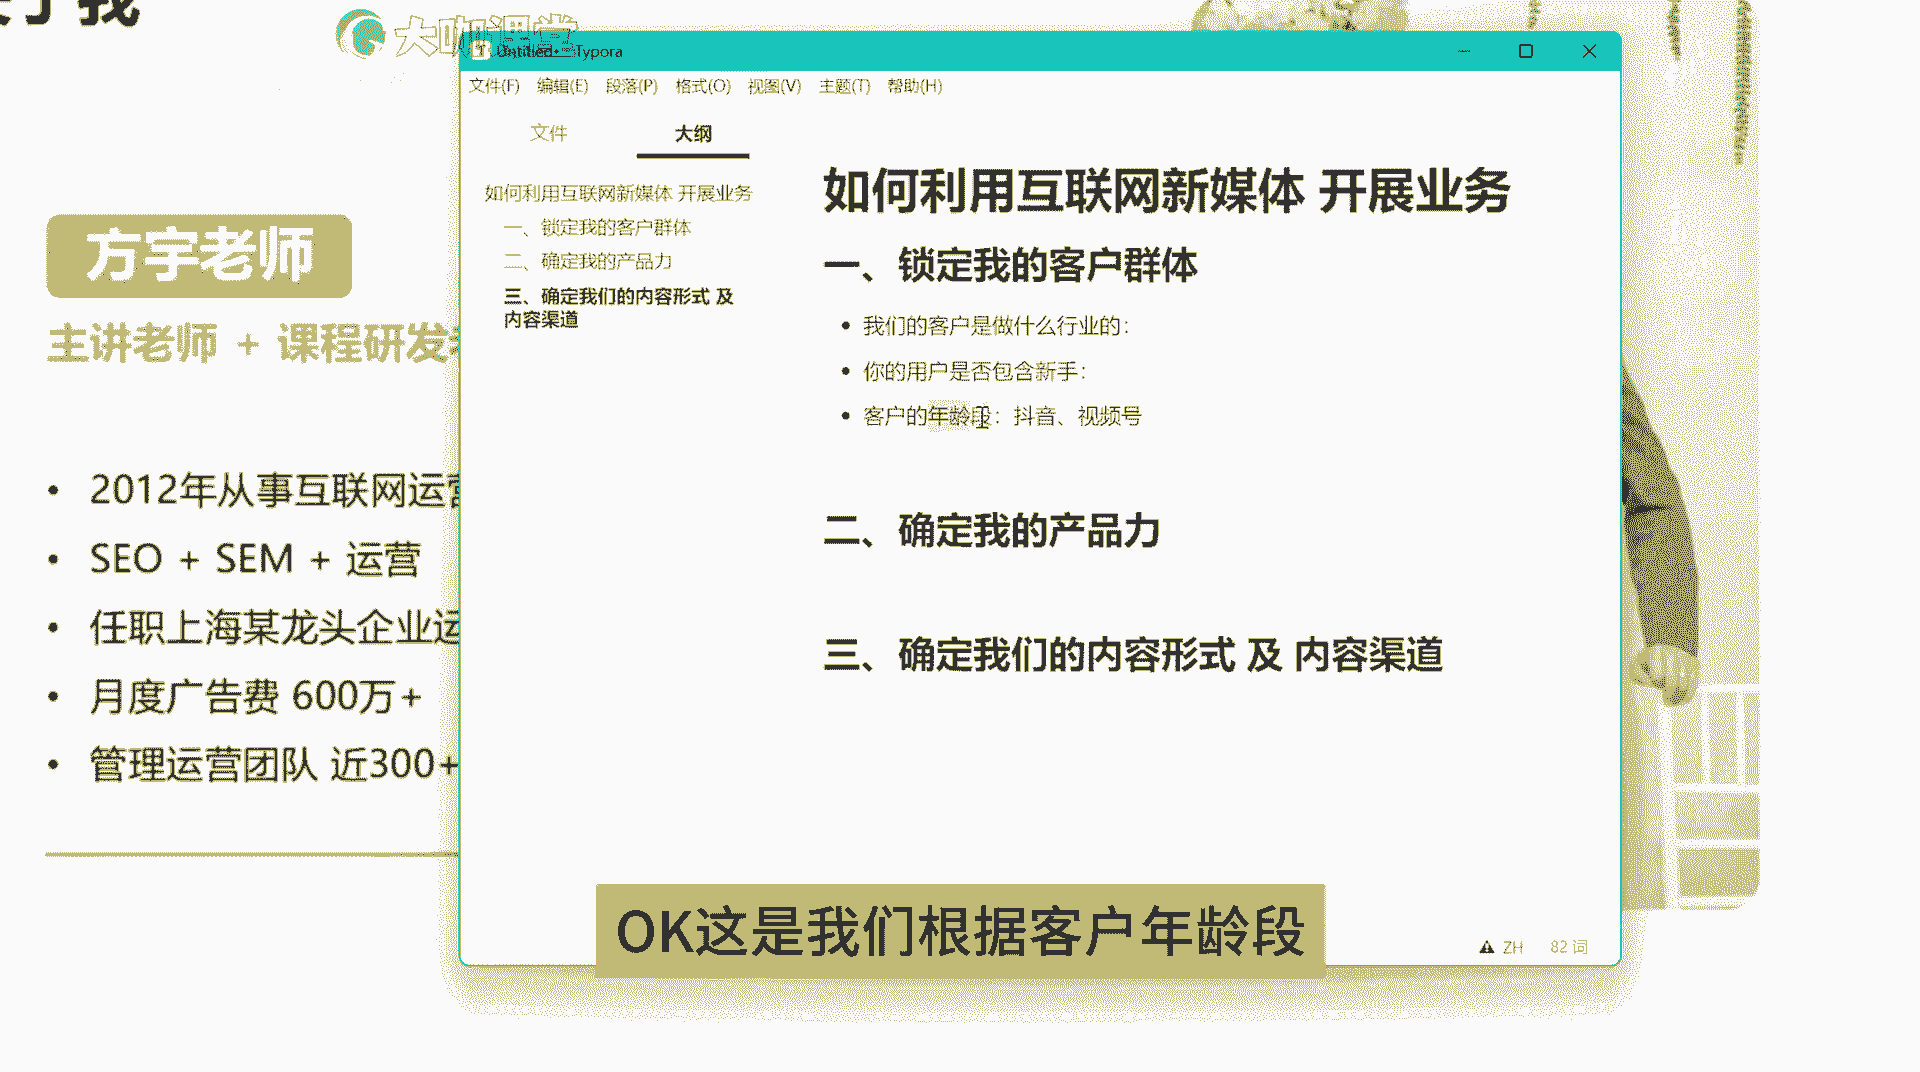 大咖课堂
Untitled• - Typora
文件(F) 编辑(E) 段落(P) 格式(O) 视图(V) 主题(T) 帮助(H)
文件 大纲
如何利用互联网新媒体 开展业务
一、锁定我的客户群体
二、确定我的产品力
三、确定我们的内容形式 及
内容渠道
如何利用互联网新媒体 开展业务
一、锁定我的客户群体
• 我们的客户是做什么行业的：
• 你的用户是否包含新手：
• 客户的年龄段：抖音、视频号
二、确定我的产品力
三、确定我们的内容形式 及 内容渠道
ZH 82 词
方宇老师
主讲老师 + 课程研发
• 2012年从事互联网运营
• SEO + SEM + 运营
• 任职上海某龙头企业运
• 月度广告费 600万+
• 管理运营团队 近300+
OK这是我们根据客户年龄段